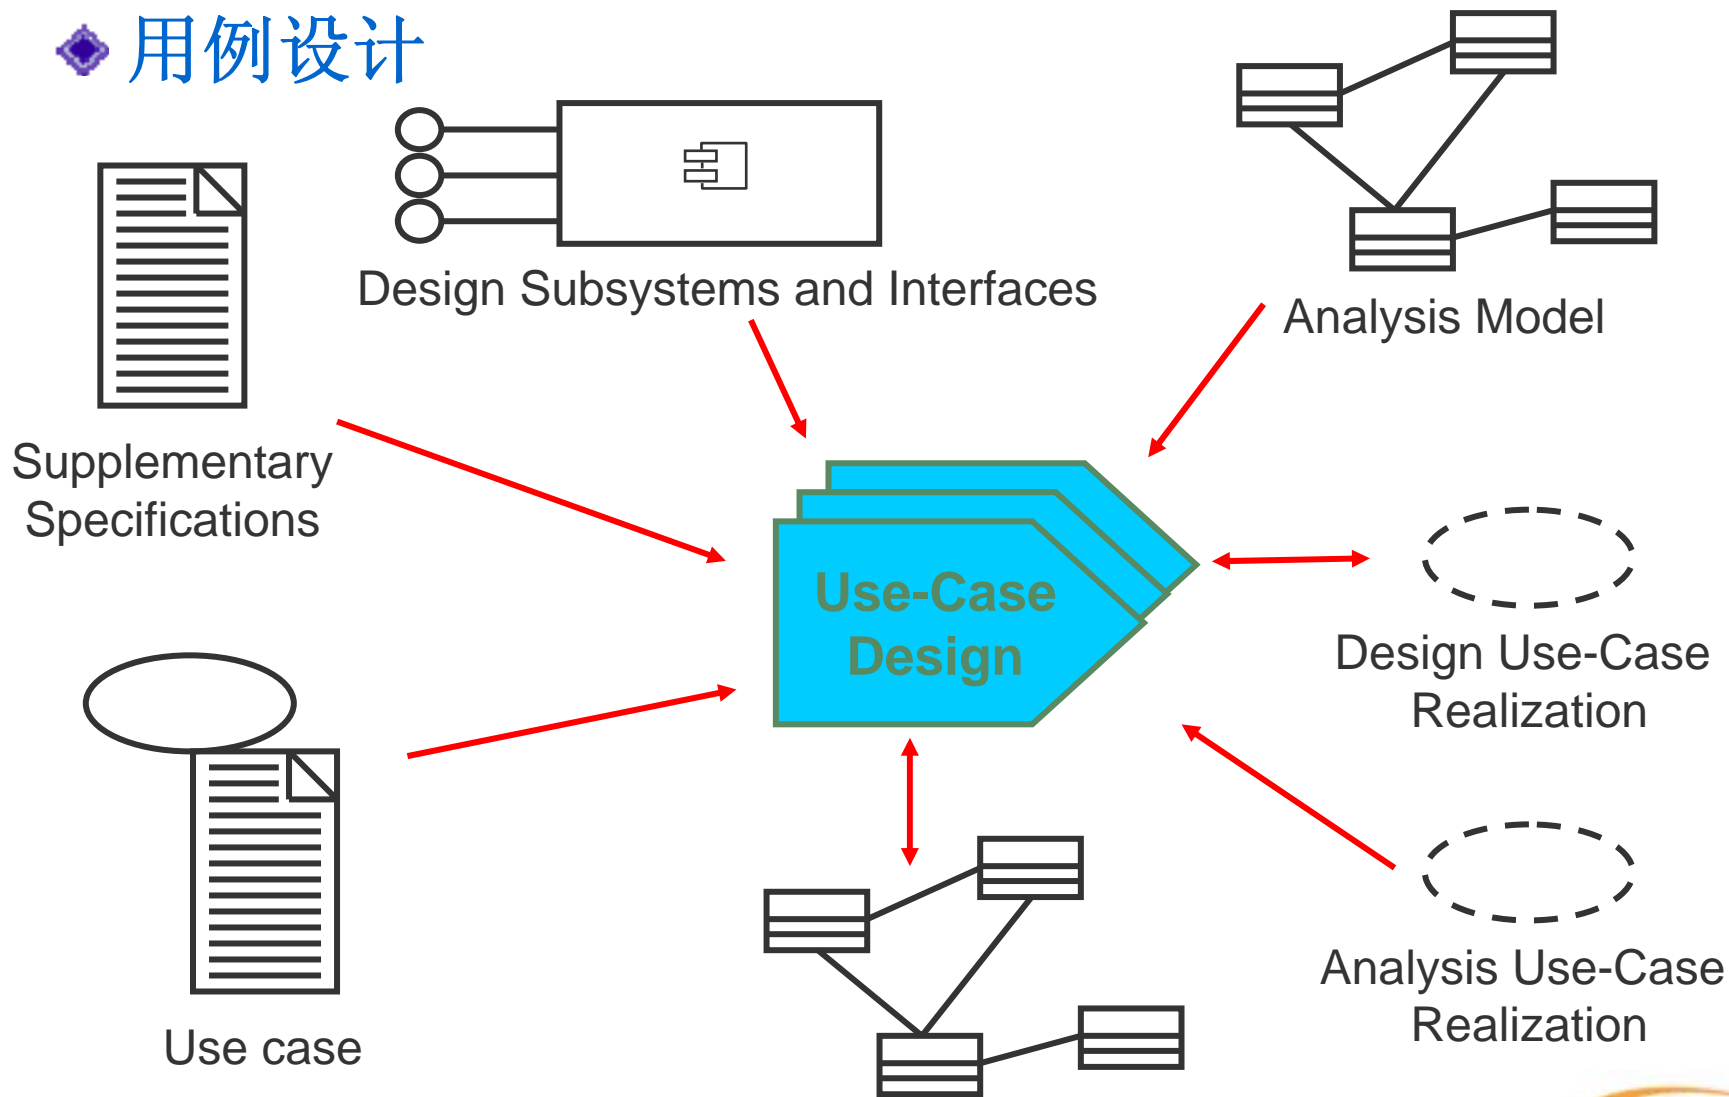 用例设计
Design Subsystems and Interfaces
Analysis Model
Supplementary
Specifications
Use-Case
Design
Design Use-Case
Realization
Use case
Analysis Use-Case
Realization